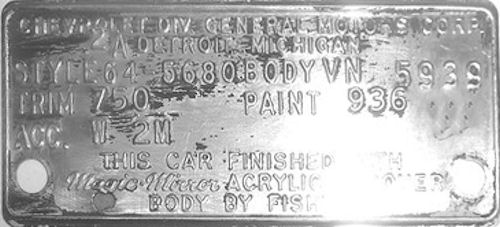 CHEVROLET DIV. GENERAL MOTORS CORP.
2A DETROIT, MICHIGAN
STYLE 64 5680 BODY VN 5939
TRIM 750 PAINT 936
ACC. W 2M
THIS CAR FINISHED WITH
Magic-Mirror ACRYLIC
BODY BY